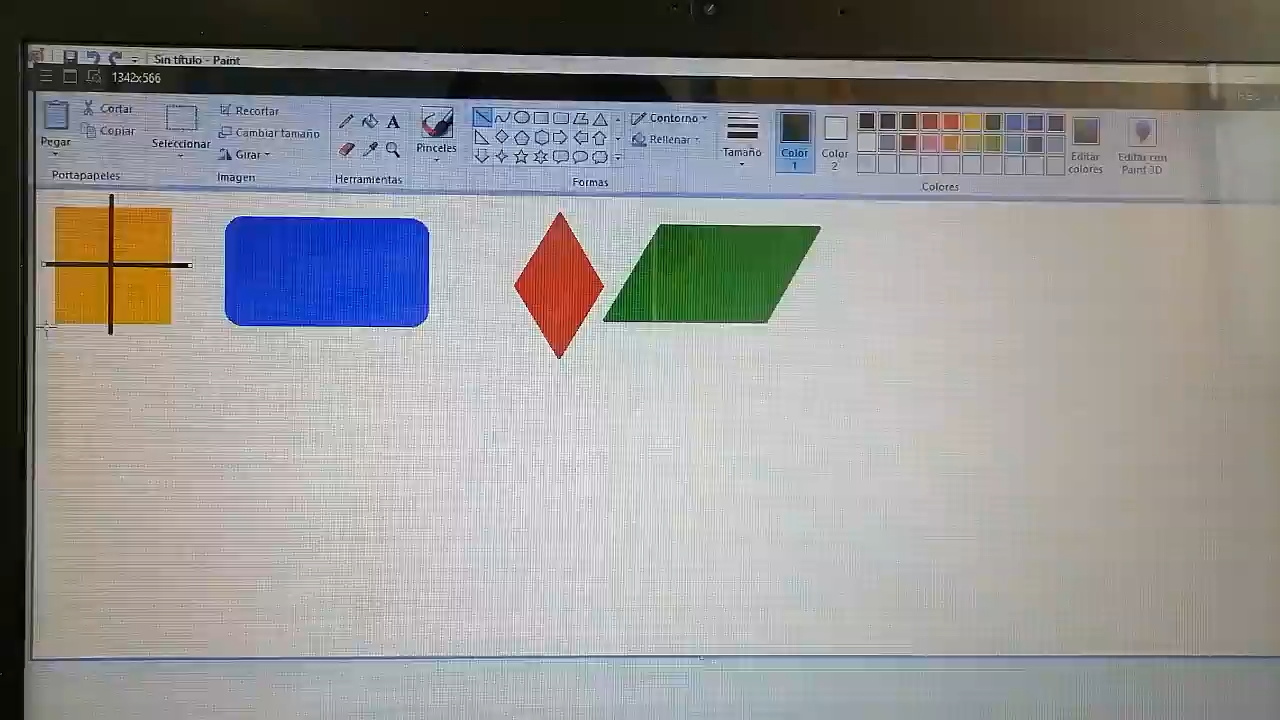 Sin título - Paint
1342x566
Pegar
Cortar
Copiar
Portapapeles
Seleccionar
Recortar
Cambiar tamaño
Girar
Imagen
A
Herramientas
Pinceles
Contorno
Rellenar
Formas
Tamaño
Color
1
Color
2
Editar
colores
Editar con
Paint 3D
Colores